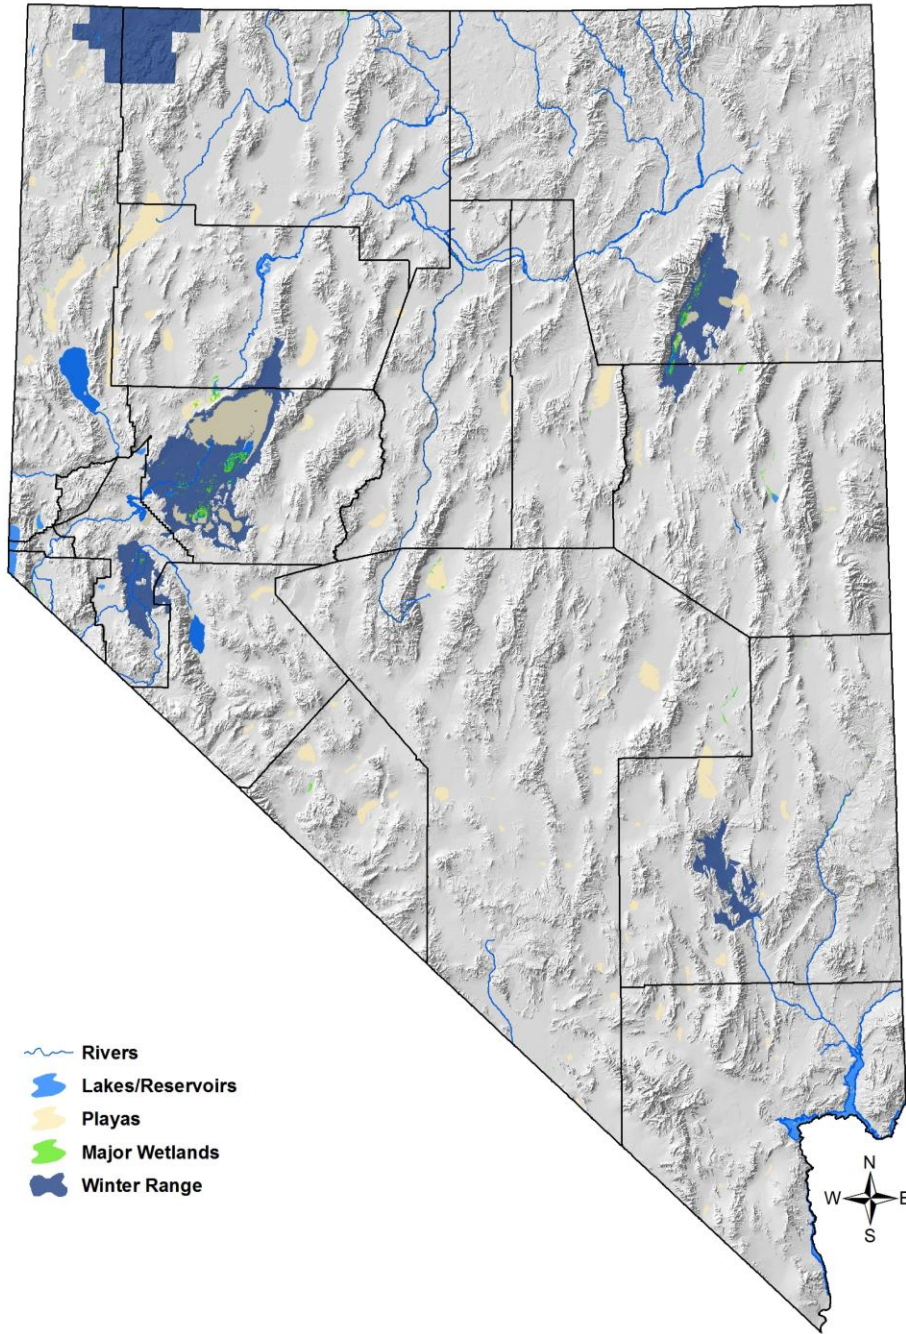 Rivers
Lakes/Reservoirs
Playas
Major Wetlands
Winter Range
N
W E
S